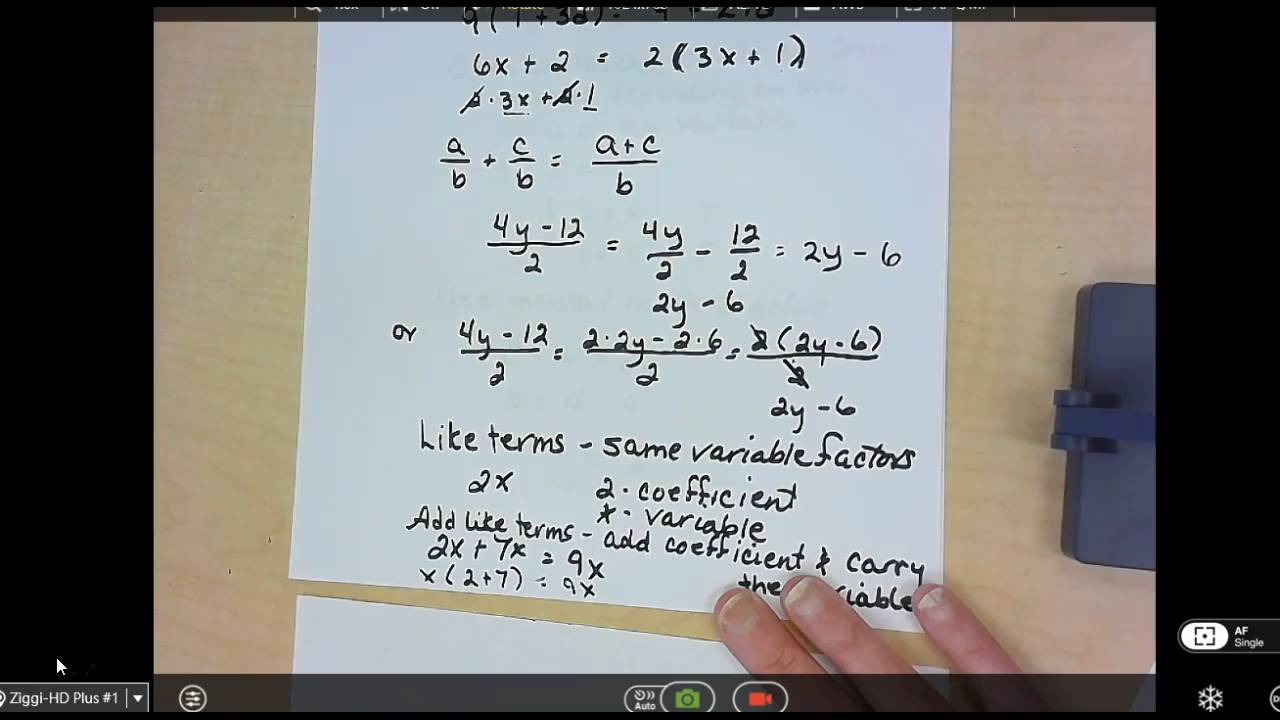 6x + 2 = 2(3x + 1)
2·3x + 2·1
a/b + c/b = (a+c)/b
(4y - 12)/2 = 4y/2 - 12/2 = 2y - 6
2y - 6
or (4y - 12)/2 = (2·2y - 2·6)/2 = 2(2y - 6)/2
2y - 6
Like terms - same variable factors
2x 2 - coefficient
x - variable
Add like terms - add coefficient & carry
the
2x + 7x = 9x
x(2+7) = 9x
AF
Single
Ziggi-HD Plus #1
Auto